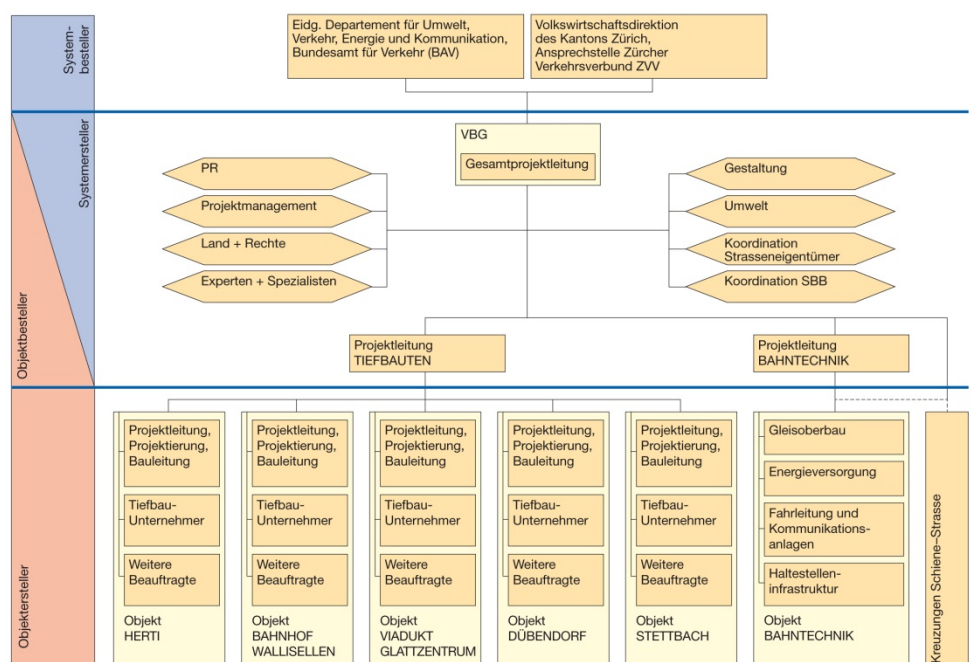 System-
besteller
Eidg. Departement für Umwelt,
Verkehr, Energie und Kommunikation,
Bundesamt für Verkehr (BAV)
Volkswirtschaftsdirektion
des Kantons Zürich,
Ansprechstelle Zürcher
Verkehrsverbund ZVV
Systemersteller
Objektbesteller
VBG
Gesamtprojektleitung
PR
Projektmanagement
Land + Rechte
Experten + Spezialisten
Gestaltung
Umwelt
Koordination
Strasseneigentümer
Koordination SBB
Projektleitung
TIEFBAUTEN
Projektleitung
BAHNTECHNIK
Objektersteller
Projektleitung,
Projektierung,
Bauleitung
Tiefbau-
Unternehmer
Weitere
Beauftragte
Objekt
HERTI
Projektleitung,
Projektierung,
Bauleitung
Tiefbau-
Unternehmer
Weitere
Beauftragte
Objekt
BAHNHOF
WALLISELLEN
Projektleitung,
Projektierung,
Bauleitung
Tiefbau-
Unternehmer
Weitere
Beauftragte
Objekt
VIADUKT
GLATTZENTRUM
Projektleitung,
Projektierung,
Bauleitung
Tiefbau-
Unternehmer
Weitere
Beauftragte
Objekt
DÜBENDORF
Projektleitung,
Projektierung,
Bauleitung
Tiefbau-
Unternehmer
Weitere
Beauftragte
Objekt
STETTBACH
Gleisoberbau
Energieversorgung
Fahrleitung und
Kommunikations-
anlagen
Haltestellen-
infrastruktur
Objekt
BAHNTECHNIK
Kreuzungen Schiene–Strasse